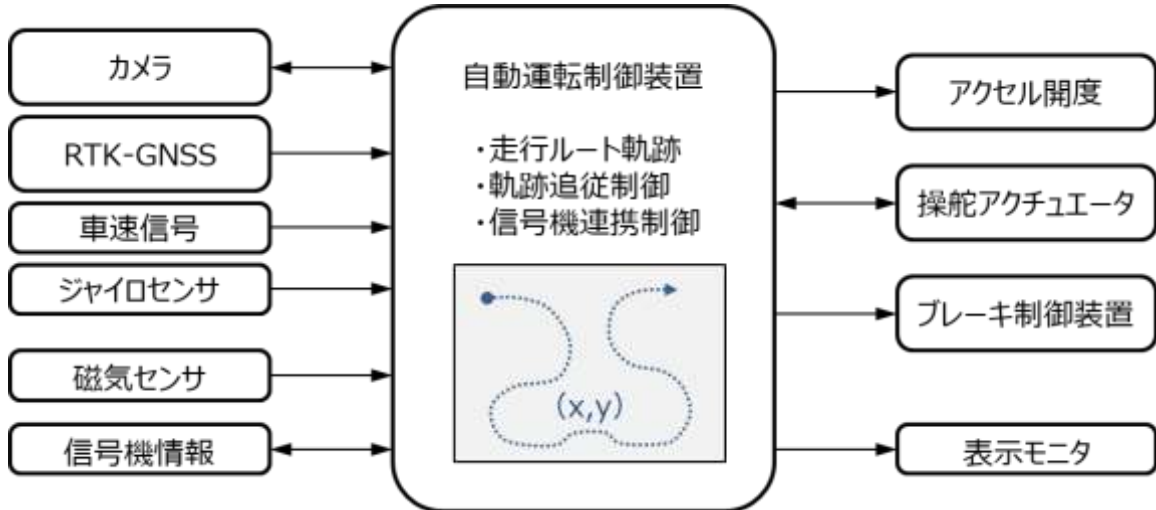 カメラ
RTK-GNSS
車速信号
ジャイロセンサ
磁気センサ
信号機情報
自動運転制御装置
・走行ルート軌跡
・軌跡追従制御
・信号機連携制御
(x,y)
アクセル開度
操舵アクチュエータ
ブレーキ制御装置
表示モニタ